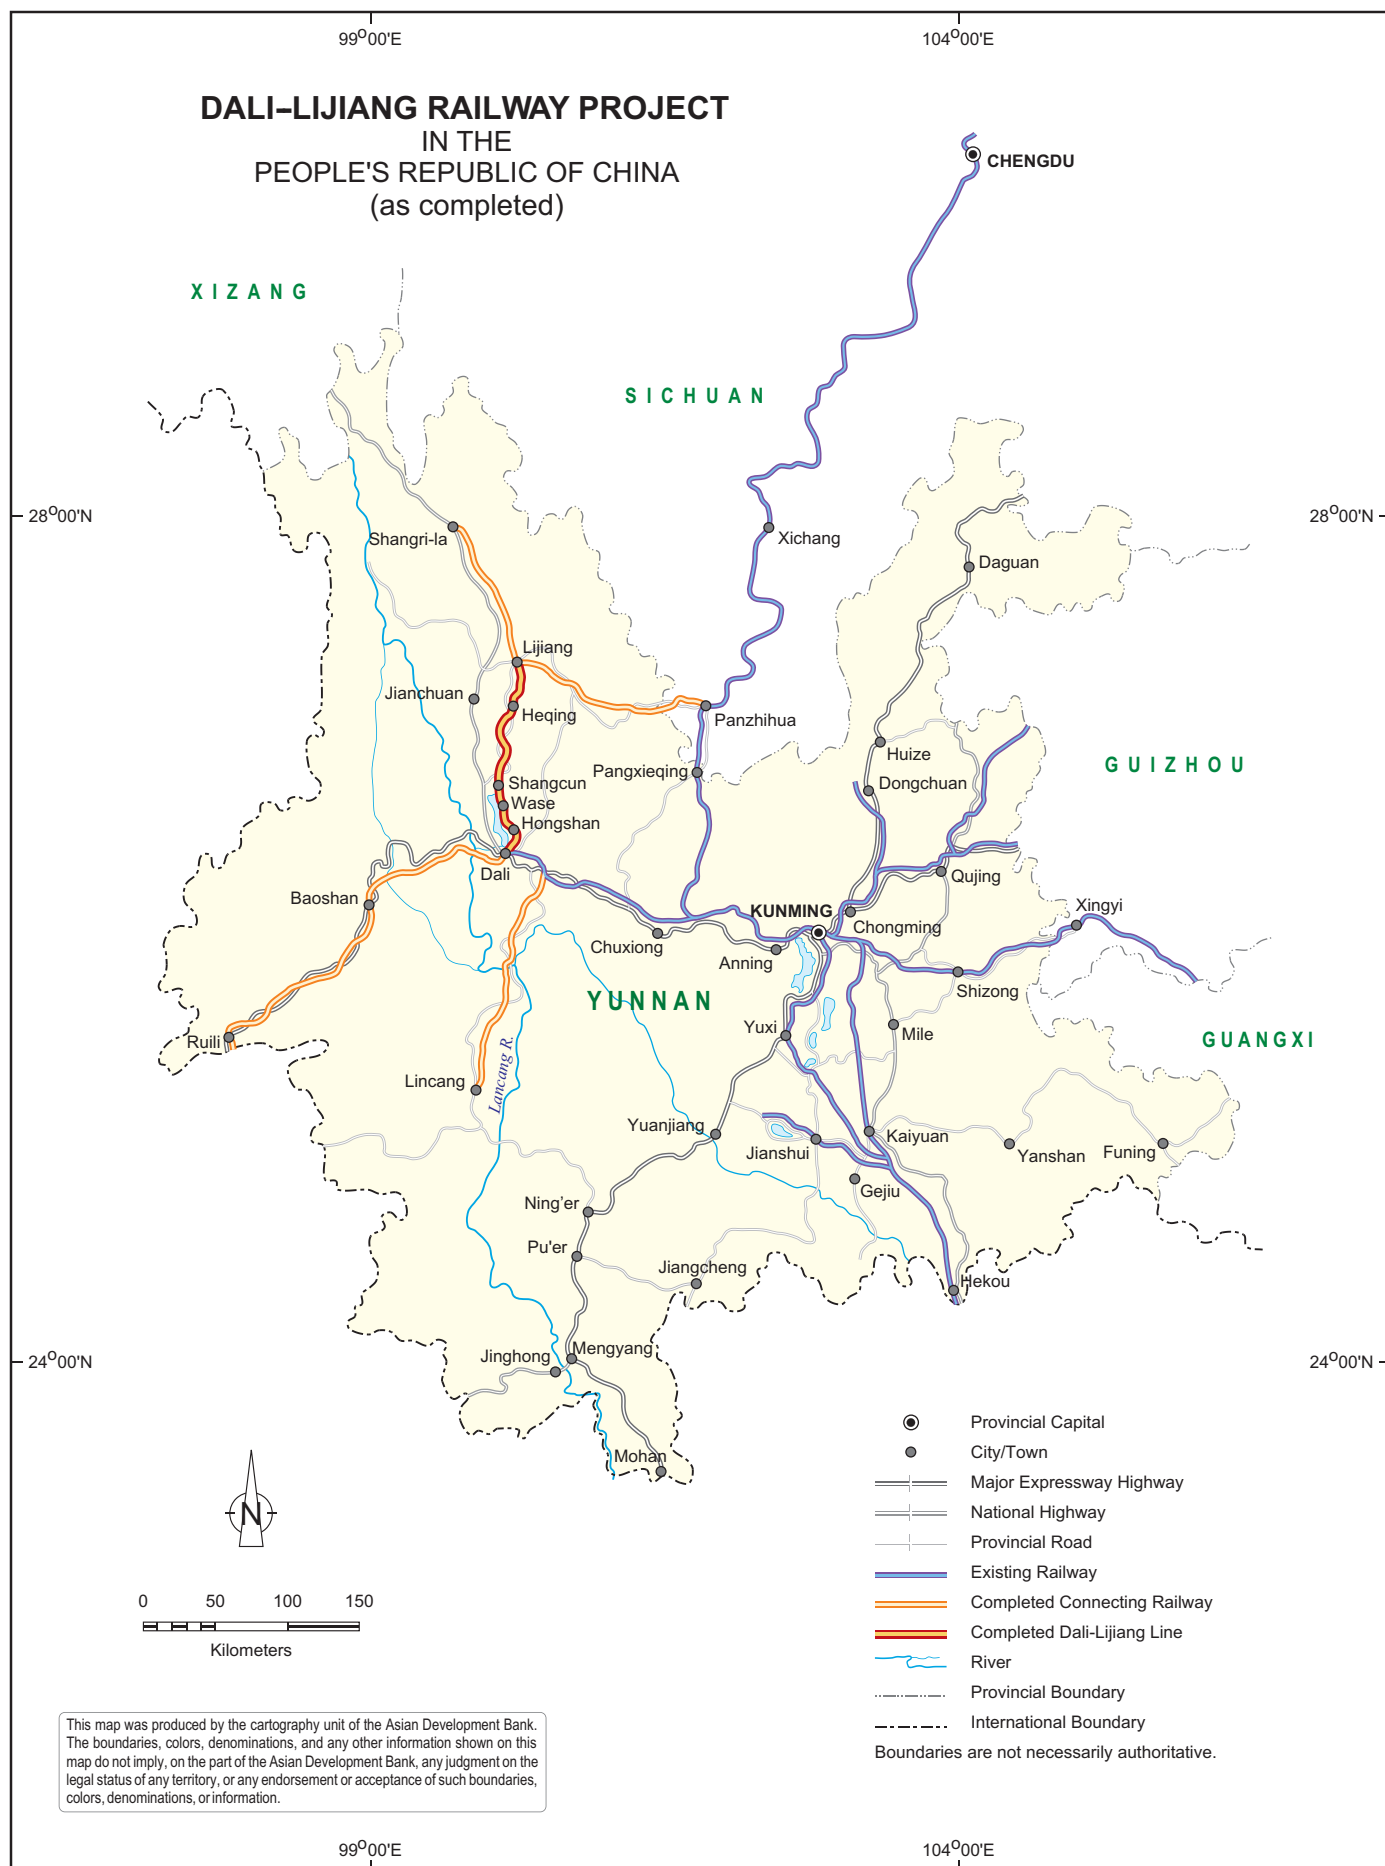 99°00'E
104°00'E
DALI–LIJIANG RAILWAY PROJECT
IN THE
PEOPLE'S REPUBLIC OF CHINA
(as completed)
CHENGDU
XIZANG
SICHUAN
28°00'N
28°00'N
Shangri-la
Xichang
Daguan
Lijiang
Jianchuan
Heqing
Panzhihua
Huize
GUIZHOU
Pangxieqing
Shangcun
Dongchuan
Wase
Hongshan
Dali
Qujing
Baoshan
KUNMING
Xingyi
Chongming
Chuxiong
Anning
Shizong
YUNNAN
Yuxi
Mile
Ruili
GUANGXI
Lincang
Lancang R.
Yuanjiang
Jianshui
Kaiyuan
Yanshan
Funing
Gejiu
Ning'er
Pu'er
Jiangcheng
Hekou
Jinghong
Mengyang
24°00'N
24°00'N
Mohan
N
0 50 100 150
Kilometers
Provincial Capital
City/Town
Major Expressway Highway
National Highway
Provincial Road
Existing Railway
Completed Connecting Railway
Completed Dali-Lijiang Line
River
Provincial Boundary
International Boundary
Boundaries are not necessarily authoritative.
This map was produced by the cartography unit of the Asian Development Bank.
The boundaries, colors, denominations, and any other information shown on this
map do not imply, on the part of the Asian Development Bank, any judgment on the
legal status of any territory, or any endorsement or acceptance of such boundaries,
colors, denominations, or information.
99°00'E
104°00'E